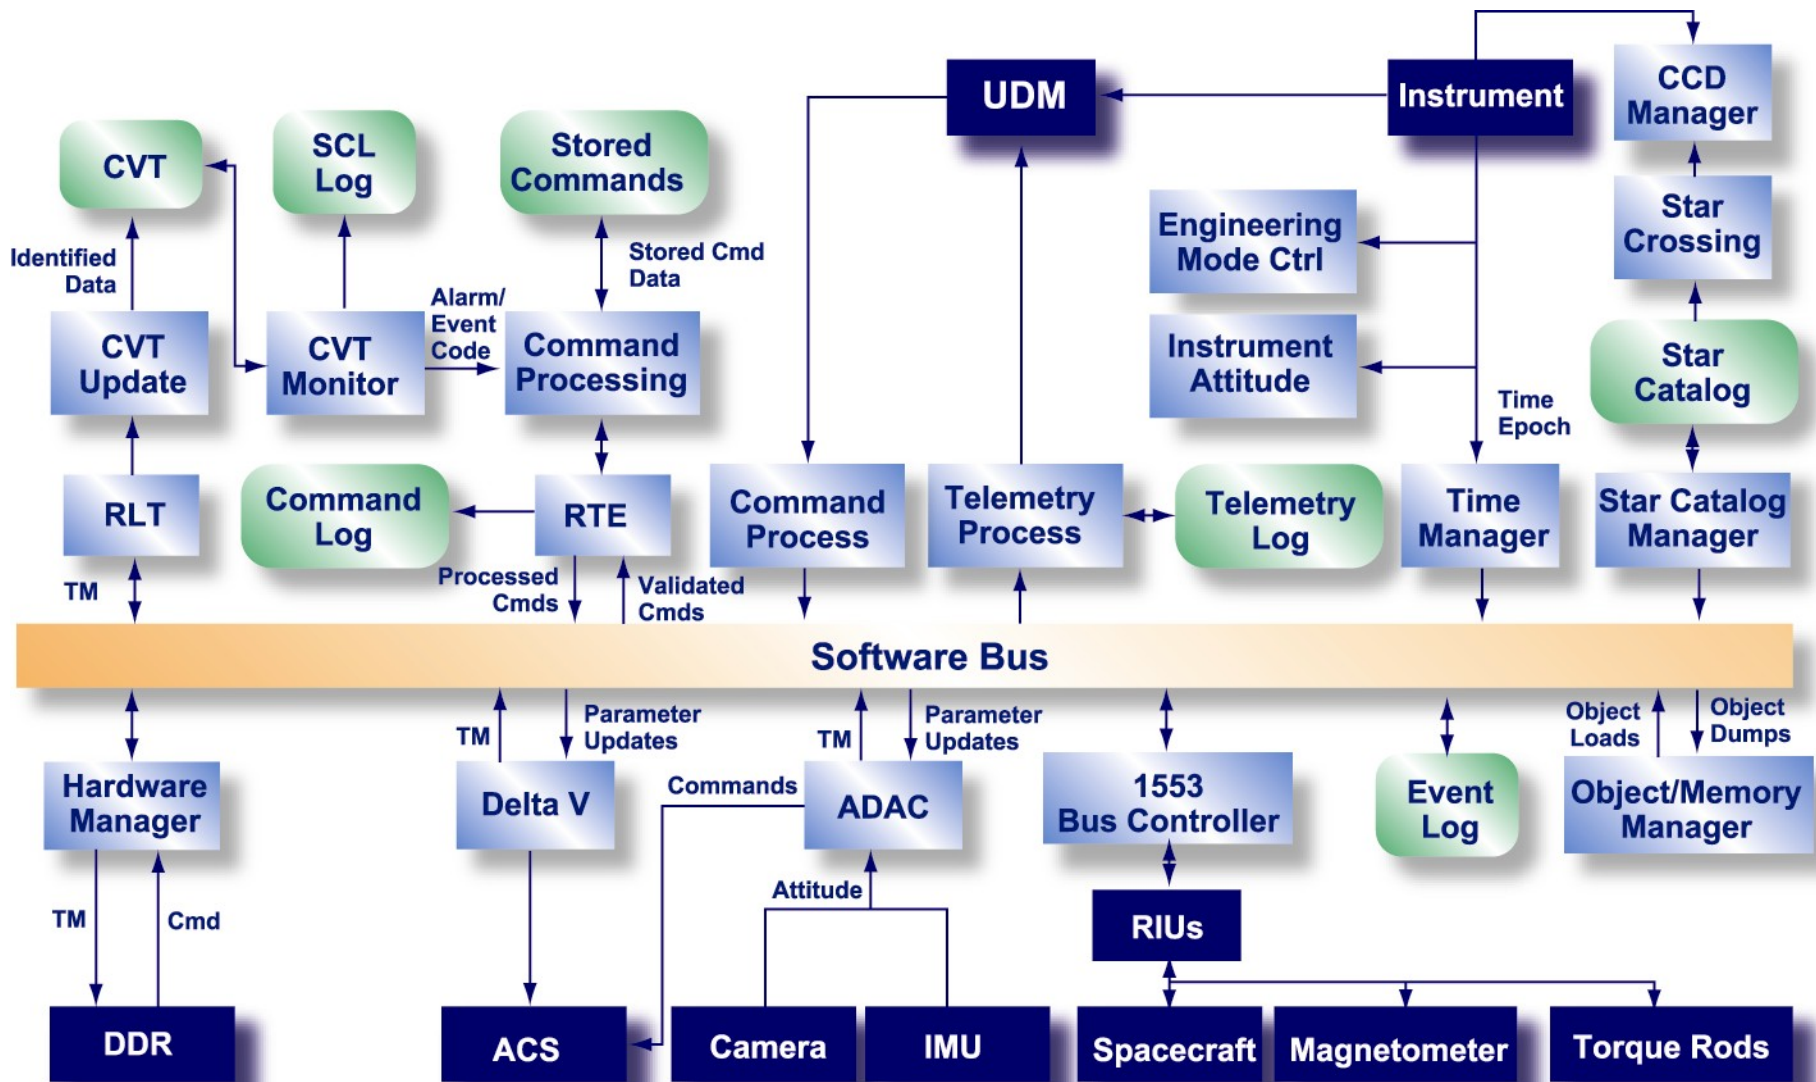 UDM
Instrument
CCD
Manager
CVT
SCL
Log
Stored
Commands
Engineering
Mode Ctrl
Star
Crossing
Identified
Data
Stored Cmd
Data
Alarm/
Event
Code
CVT
Update
CVT
Monitor
Command
Processing
Instrument
Attitude
Star
Catalog
Time
Epoch
RLT
Command
Log
RTE
Command
Process
Telemetry
Process
Telemetry
Log
Time
Manager
Star Catalog
Manager
TM
Processed
Cmds
Validated
Cmds
Software Bus
TM
Parameter
Updates
TM
Parameter
Updates
Object
Loads
Object
Dumps
Hardware
Manager
Delta V
Commands
ADAC
1553
Bus Controller
Event
Log
Object/Memory
Manager
TM
Cmd
Attitude
RIUs
DDR
ACS
Camera
IMU
Spacecraft
Magnetometer
Torque Rods